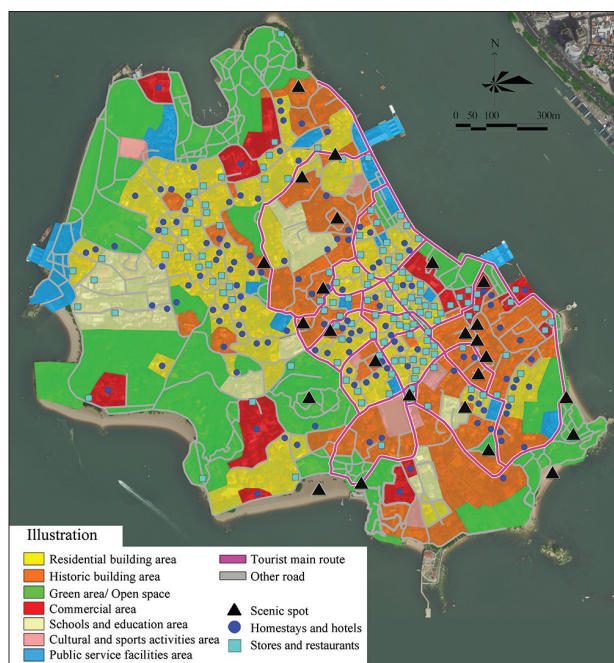 N
0 50 100 300m
Illustration
Residential building area
Historic building area
Green area/ Open space
Commercial area
Schools and education area
Cultural and sports activities area
Public service facilities area
Tourist main route
Other road
Scenic spot
Homestays and hotels
Stores and restaurants